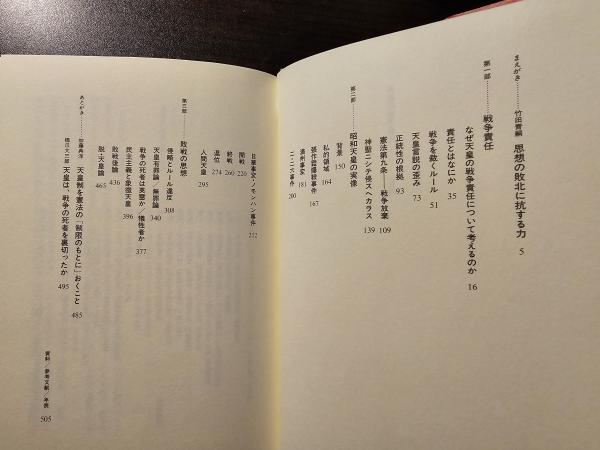 まえがき………竹田青嗣 思想の敗北に抗する力 5
第一部………戦争責任
なぜ天皇の戦争責任について考えるのか 16
責任とはなにか 35
戦争を裁くルール 51
天皇言説の歪み 73
正統性の根拠 93
憲法第九条――戦争放棄 109
神聖ニシテ侵スヘカラス 139
第二部………昭和天皇の実像
背景 150
私的領域 164
張作霖爆殺事件 167
満州事変 181
二・二六事件 201
日華事変・ノモンハン事件 212
開戦 220
終戦 260
退位 274
人間天皇 295
第三部………敗戦の思想
侵略とルール違反 308
天皇有罪論/無罪論 340
戦争の死者は英霊か/犠牲者か 377
民主主義と象徴天皇 396
敗戦後論 436
脱・天皇論 465
あとがき………加藤典洋 天皇制を憲法の「制限のもとに」おくこと 485
橋爪大三郎 天皇は、戦争の死者を裏切ったか 495
資料/参考文献/年表 505